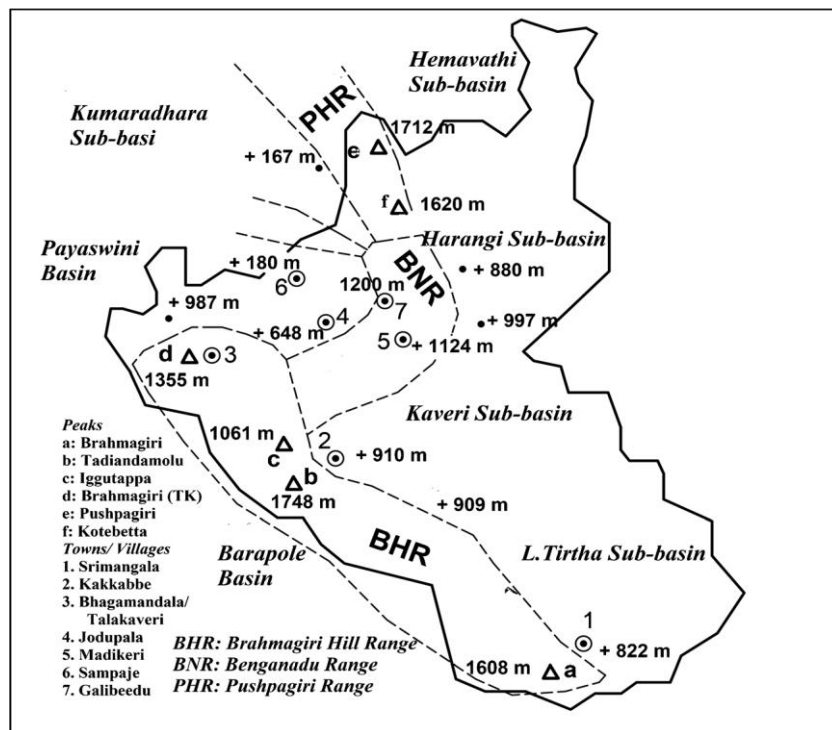 Hemavathi
Sub-basin
Kumaradhara
Sub-basi
PHR
1712 m
e
+ 167 m
f
1620 m
Harangi Sub-basin
Payaswini
Basin
+ 180 m
6
BNR
1200 m
7
+ 880 m
+ 987 m
+ 648 m
4
5
+ 1124 m
+ 997 m
d
3
1355 m
Kaveri Sub-basin
1061 m
c
2
+ 910 m
b
1748 m
+ 909 m
BHR
Barapole
Basin
L.Tirtha Sub-basin
1
+ 822 m
1608 m
a
Peaks
a: Brahmagiri
b: Tadiandamolu
c: Iggutappa
d: Brahmagiri (TK)
e: Pushpagiri
f: Kotebetta
Towns/ Villages
1. Srimangala
2. Kakkabbe
3. Bhagamandala/
Talakaveri
4. Jodupala
5. Madikeri
6. Sampaje
7. Galibeedu
BHR: Brahmagiri Hill Range
BNR: Benganadu Range
PHR: Pushpagiri Range